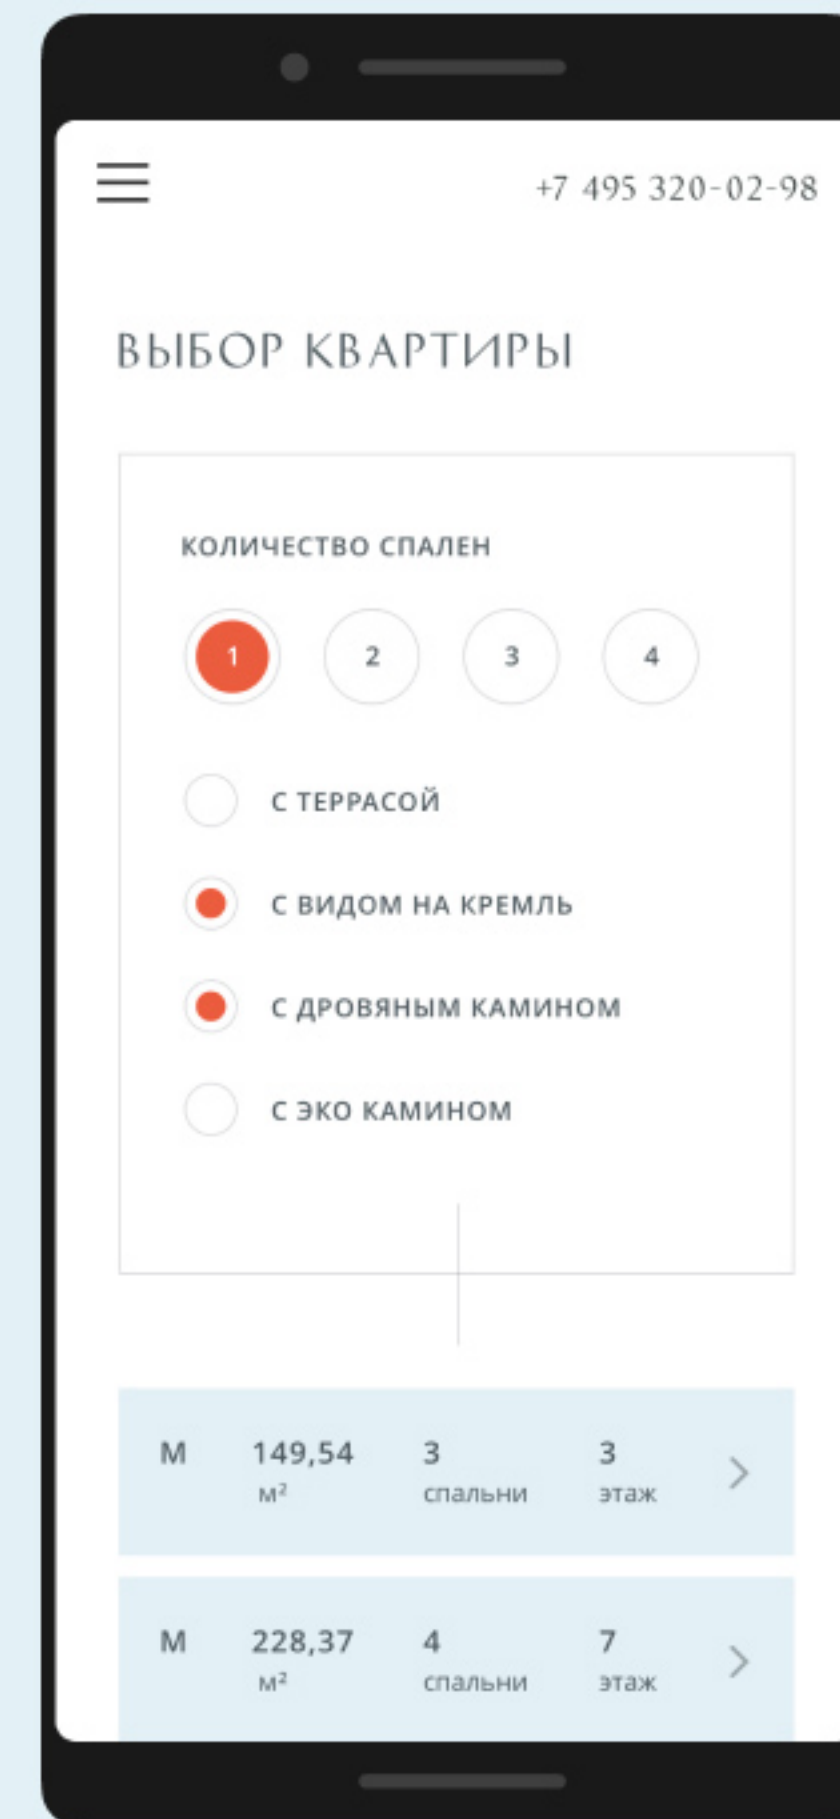 +7 495 320-02-98
ВЫБОР КВАРТИРЫ
КОЛИЧЕСТВО СПАЛЕН
1 2 3 4
С ТЕРРАСОЙ
С ВИДОМ НА КРЕМЛЬ
С ДРОВЯНЫМ КАМИНОМ
С ЭКО КАМИНОМ
М 149,54 3 3
м² спальни этаж
М 228,37 4 7
м² спальни этаж